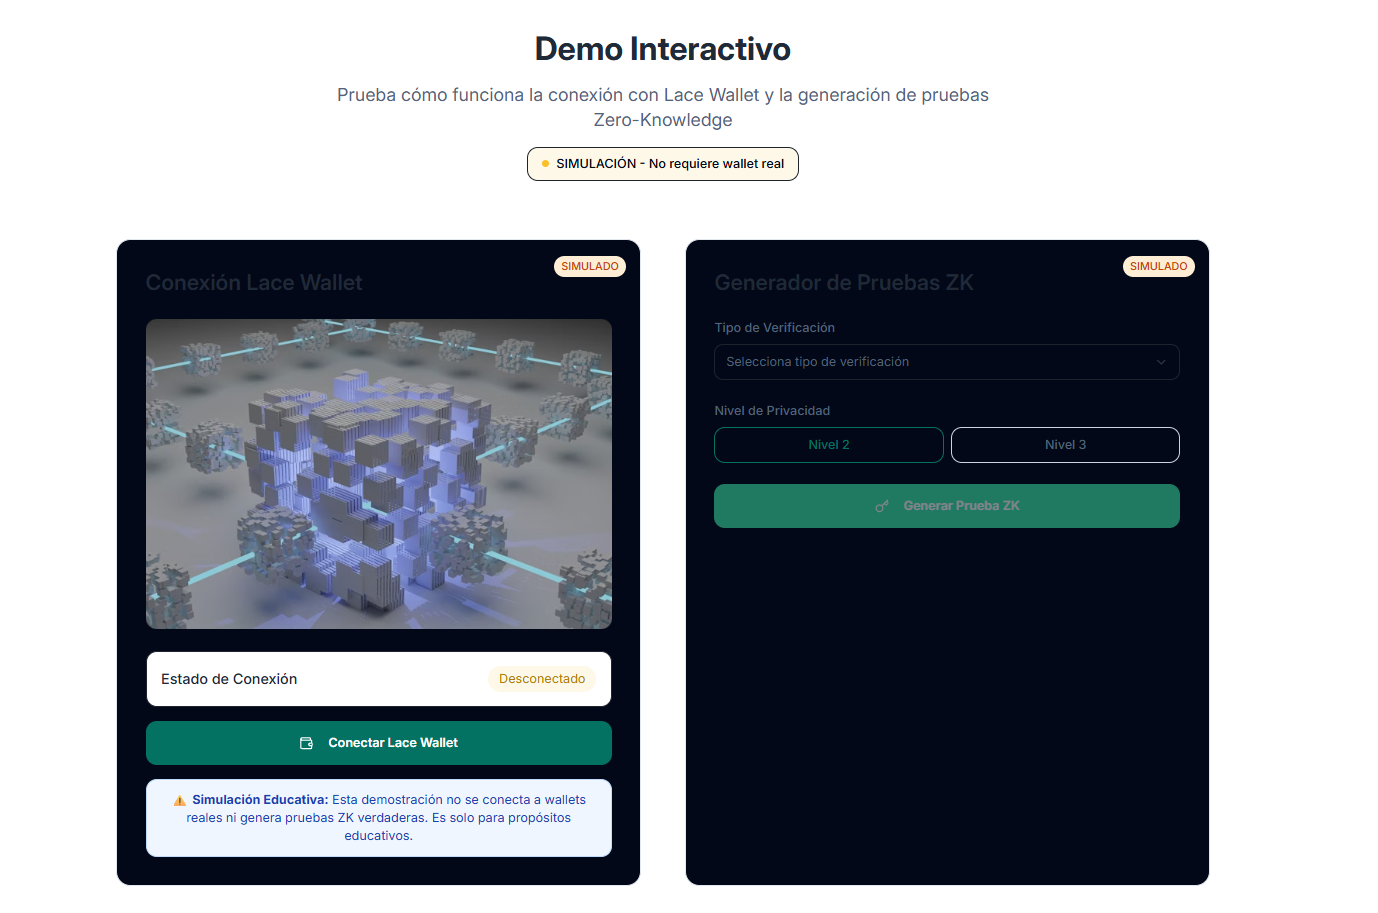 Demo Interactivo
Prueba cómo funciona la conexión con Lace Wallet y la generación de pruebas
Zero-Knowledge
SIMULACIÓN - No requiere wallet real
SIMULADO
Conexión Lace Wallet
Estado de Conexión
Desconectado
Conectar Lace Wallet
Simulación Educativa: Esta demostración no se conecta a wallets
reales ni genera pruebas ZK verdaderas. Es solo para propósitos
educativos.
SIMULADO
Generador de Pruebas ZK
Tipo de Verificación
Selecciona tipo de verificación
Nivel de Privacidad
Nivel 2
Nivel 3
Generar Prueba ZK